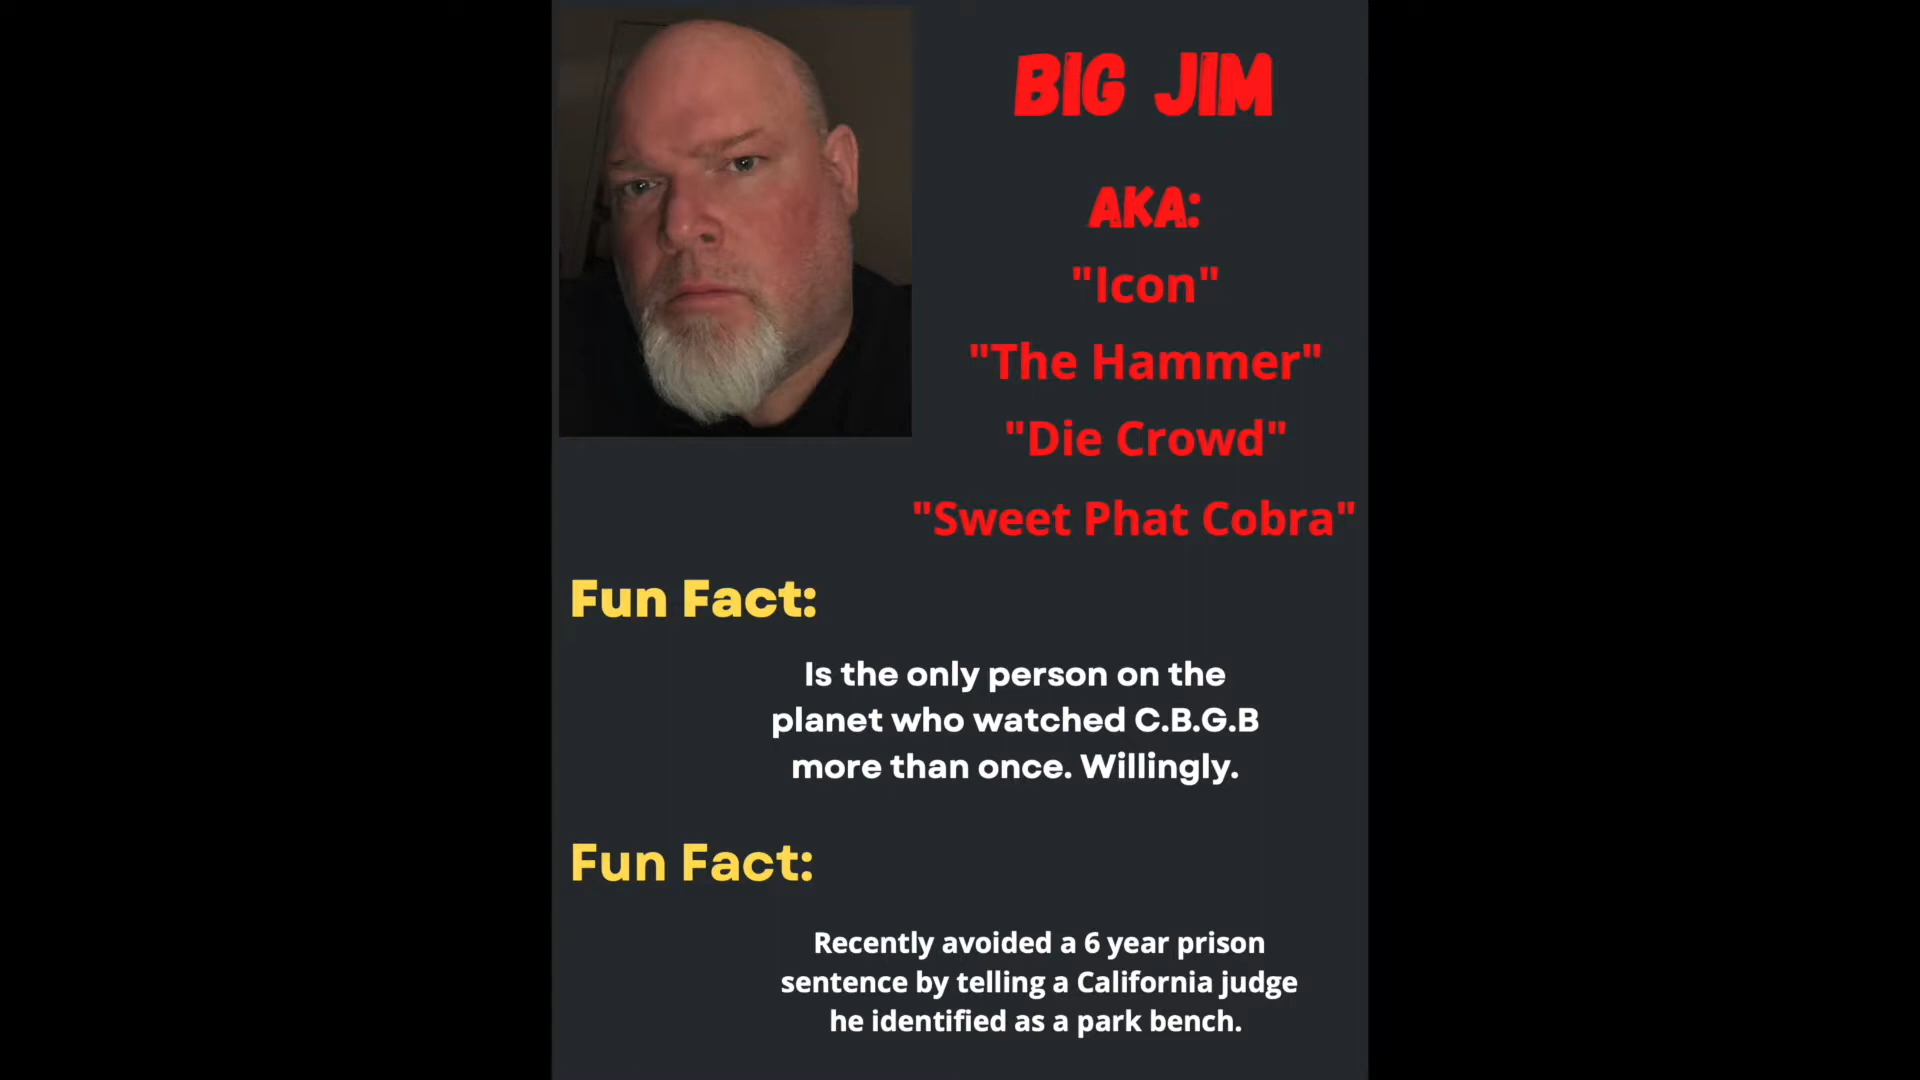 BIG JIM
AKA:
"Icon"
"The Hammer"
"Die Crowd"
"Sweet Phat Cobra"
Fun Fact:
Is the only person on the
planet who watched C.B.G.B
more than once. Willingly.
Fun Fact:
Recently avoided a 6 year prison
sentence by telling a California judge
he identified as a park bench.